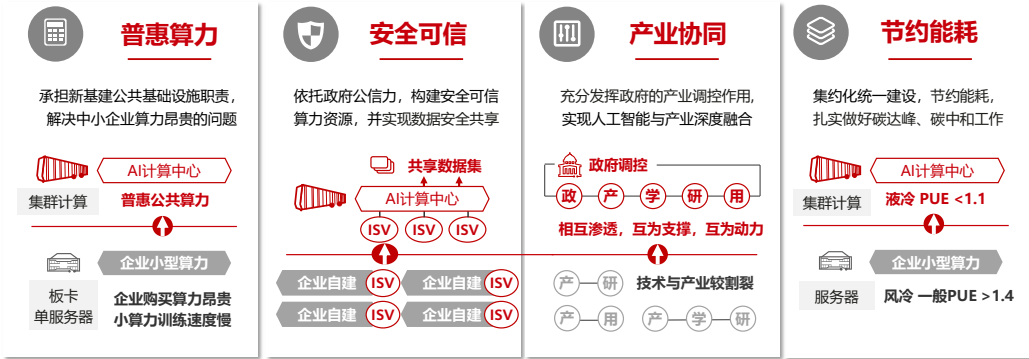 普惠算力
承担新基建公共基础设施职责，
解决中小企业算力昂贵的问题
AI计算中心
集群计算
普惠公共算力
企业小型算力
板卡
单服务器
企业购买算力昂贵
小算力训练速度慢
安全可信
依托政府公信力，构建安全可信
算力资源，并实现数据安全共享
共享数据集
AI计算中心
ISV ISV ISV
企业自建 ISV 企业自建 ISV
企业自建 ISV 企业自建 ISV
产业协同
充分发挥政府的产业调控作用，
实现人工智能与产业深度融合
政府调控
政 产 学 研 用
相互渗透，互为支撑，互为动力
产 研 技术与产业较割裂
产 用 产 学 研
节约能耗
集约化统一建设，节约能耗，
扎实做好碳达峰、碳中和工作
AI计算中心
集群计算
液冷 PUE <1.1
企业小型算力
服务器
风冷 一般PUE >1.4